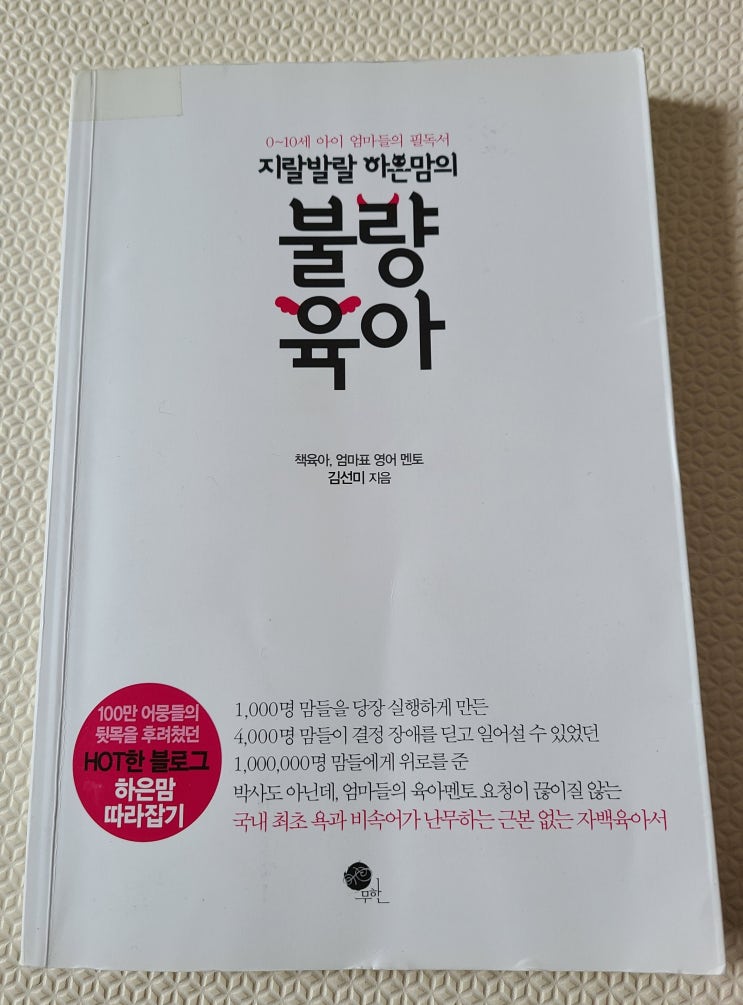 0~10세 아이 엄마들의 필독서
지랄발랄 하은맘의
불량
육아
책육아, 엄마표 영어 멘토
김선미 지음
100만 어뭉들의
뒷목을 후려쳤던
HOT한 블로그
하은맘
따라잡기
1,000명 맘들을 당장 실행하게 만든
4,000명 맘들이 결정 장애를 딛고 일어설 수 있었던
1,000,000명 맘들에게 위로를 준
박사도 아닌데, 엄마들의 육아멘토 요청이 끊이질 않는
국내 최초 욕과 비속어가 난무하는 근본 없는 자백육아서
무한